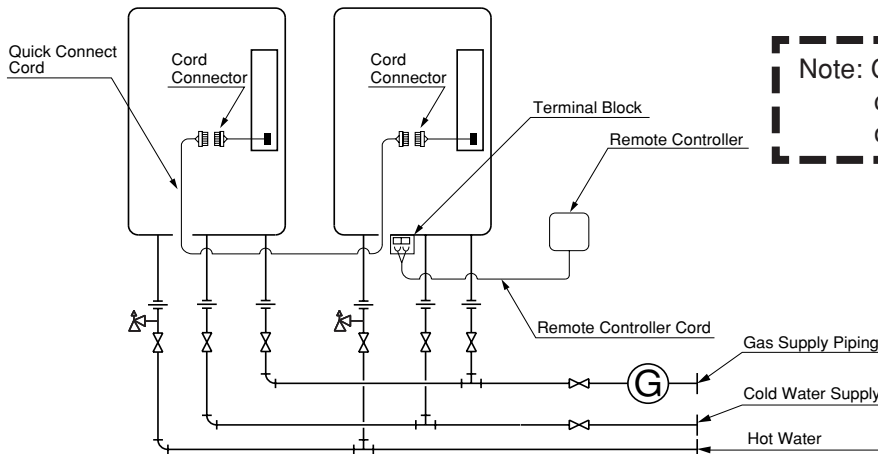 Quick Connect
Cord
Cord
Connector
Cord
Connector
Terminal Block
Remote Controller
Note:
Remote Controller Cord
Gas Supply Piping
G
Cold Water Supply
Hot Water